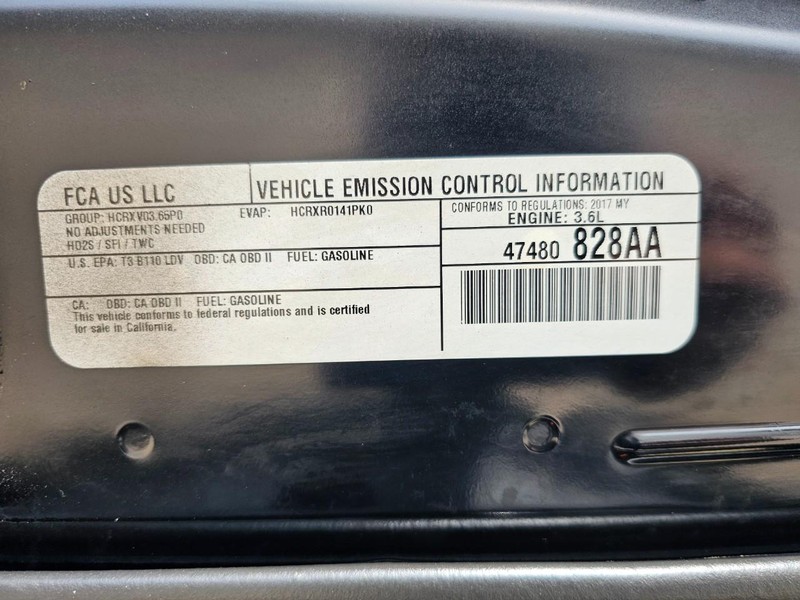 FCA US LLC
VEHICLE EMISSION CONTROL INFORMATION
GROUP: HCRXV03.65P0 EVAP: HCRXR0141PK0
NO ADJUSTMENTS NEEDED
HO2S / SFI / TWC
U.S. EPA: T3 B110 LDV OBD: CA OBD II FUEL: GASOLINE
CA: OBD: CA OBD II FUEL: GASOLINE
This vehicle conforms to federal regulations and is certified
for sale in California.
CONFORMS TO REGULATIONS: 2017 MY
ENGINE: 3.6L
47480 828AA